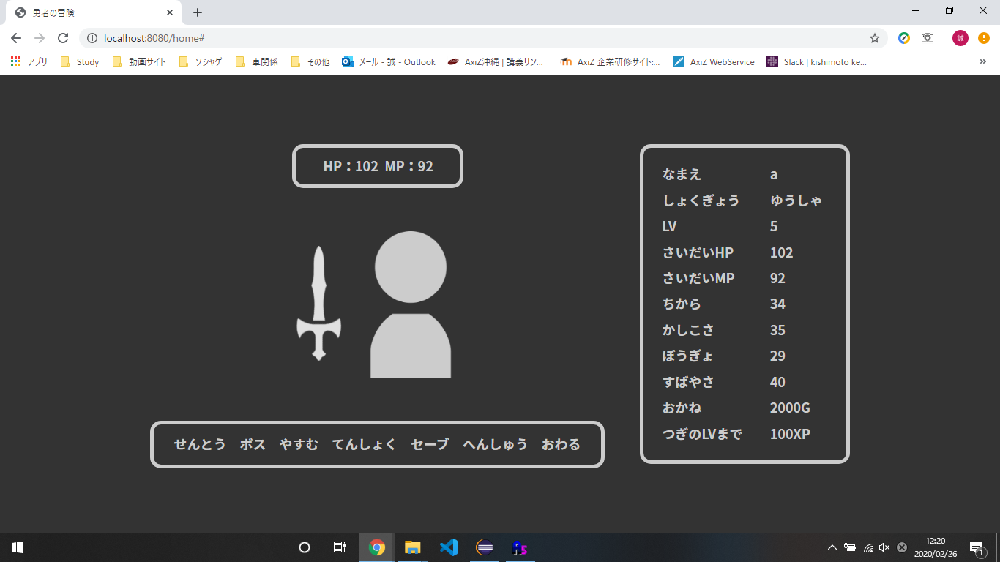 勇者の冒険
localhost:8080/home#
誠
アプリ Study 動画サイト ソシャゲ 車関係 その他 メール - 誠 - Outlook AxiZ沖縄 | 講義リン... AxiZ 企業研修サイト:... AxiZ WebService Slack | kishimoto ke... »
HP：102 MP：92
なまえ a
しょくぎょう ゆうしゃ
LV 5
さいだいHP 102
さいだいMP 92
ちから 34
かしこさ 35
ぼうぎょ 29
すばやさ 40
おかね 2000G
つぎのLVまで 100XP
せんとう ボス やすむ てんしょく セーブ へんしゅう おわる
12:20
2020/02/26
1